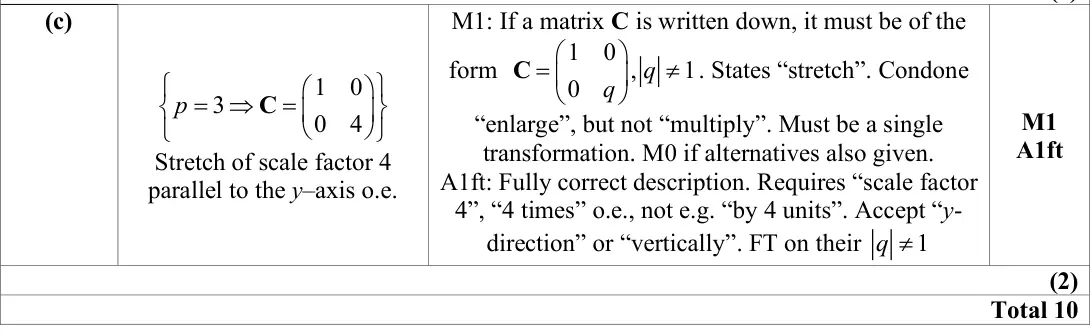 (c)
{p = 3 ⇒ C = (1 0
0 4)}
Stretch of scale factor 4
parallel to the y–axis o.e.
M1: If a matrix C is written down, it must be of the
form C = (1 0
0 q), |q| ≠ 1. States “stretch”. Condone
“enlarge”, but not “multiply”. Must be a single
transformation. M0 if alternatives also given.
A1ft: Fully correct description. Requires “scale factor
4”, “4 times” o.e., not e.g. “by 4 units”. Accept “y-
direction” or “vertically”. FT on their |q| ≠ 1
M1
A1ft
(2)
Total 10